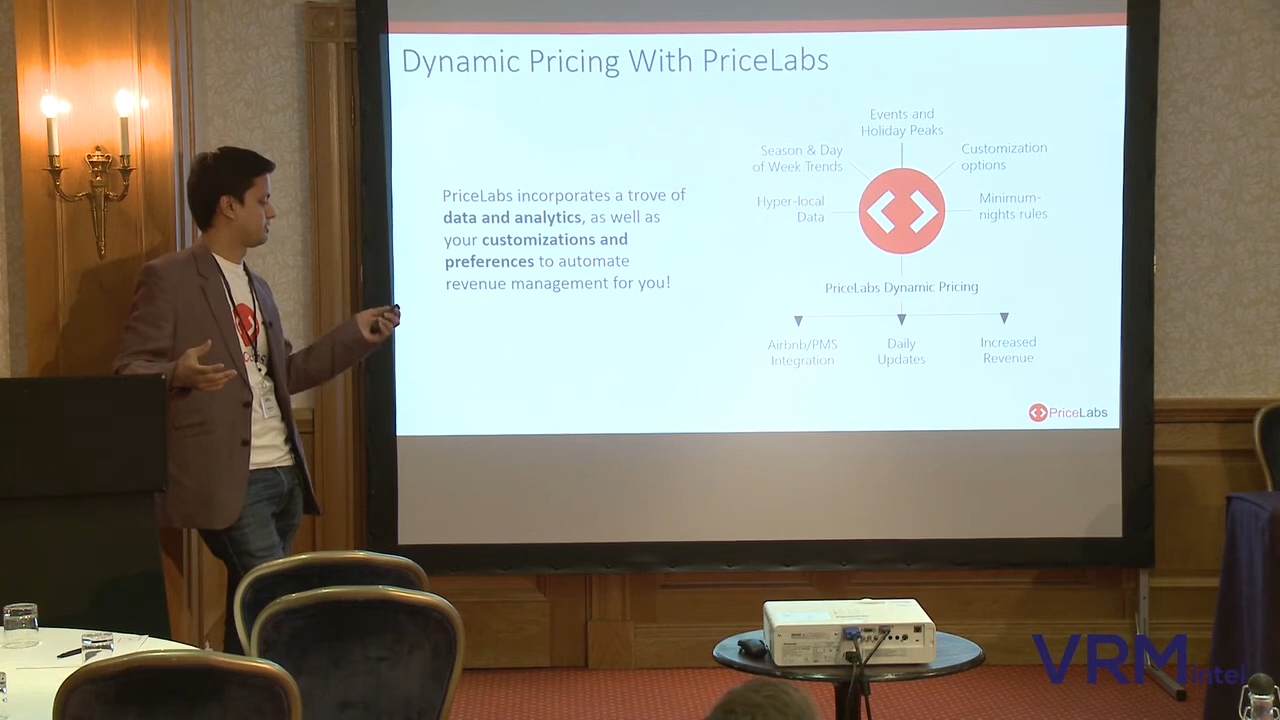 Dynamic Pricing With PriceLabs
PriceLabs incorporates a trove of
data and analytics, as well as
your customizations and
preferences to automate
revenue management for you!
Events and
Holiday Peaks
Season & Day
of Week Trends
Customization
options
Hyper-local
Data
Minimum-
nights rules
PriceLabs Dynamic Pricing
Airbnb/PMS
Integration
Daily
Updates
Increased
Revenue
PriceLabs
VRMintel